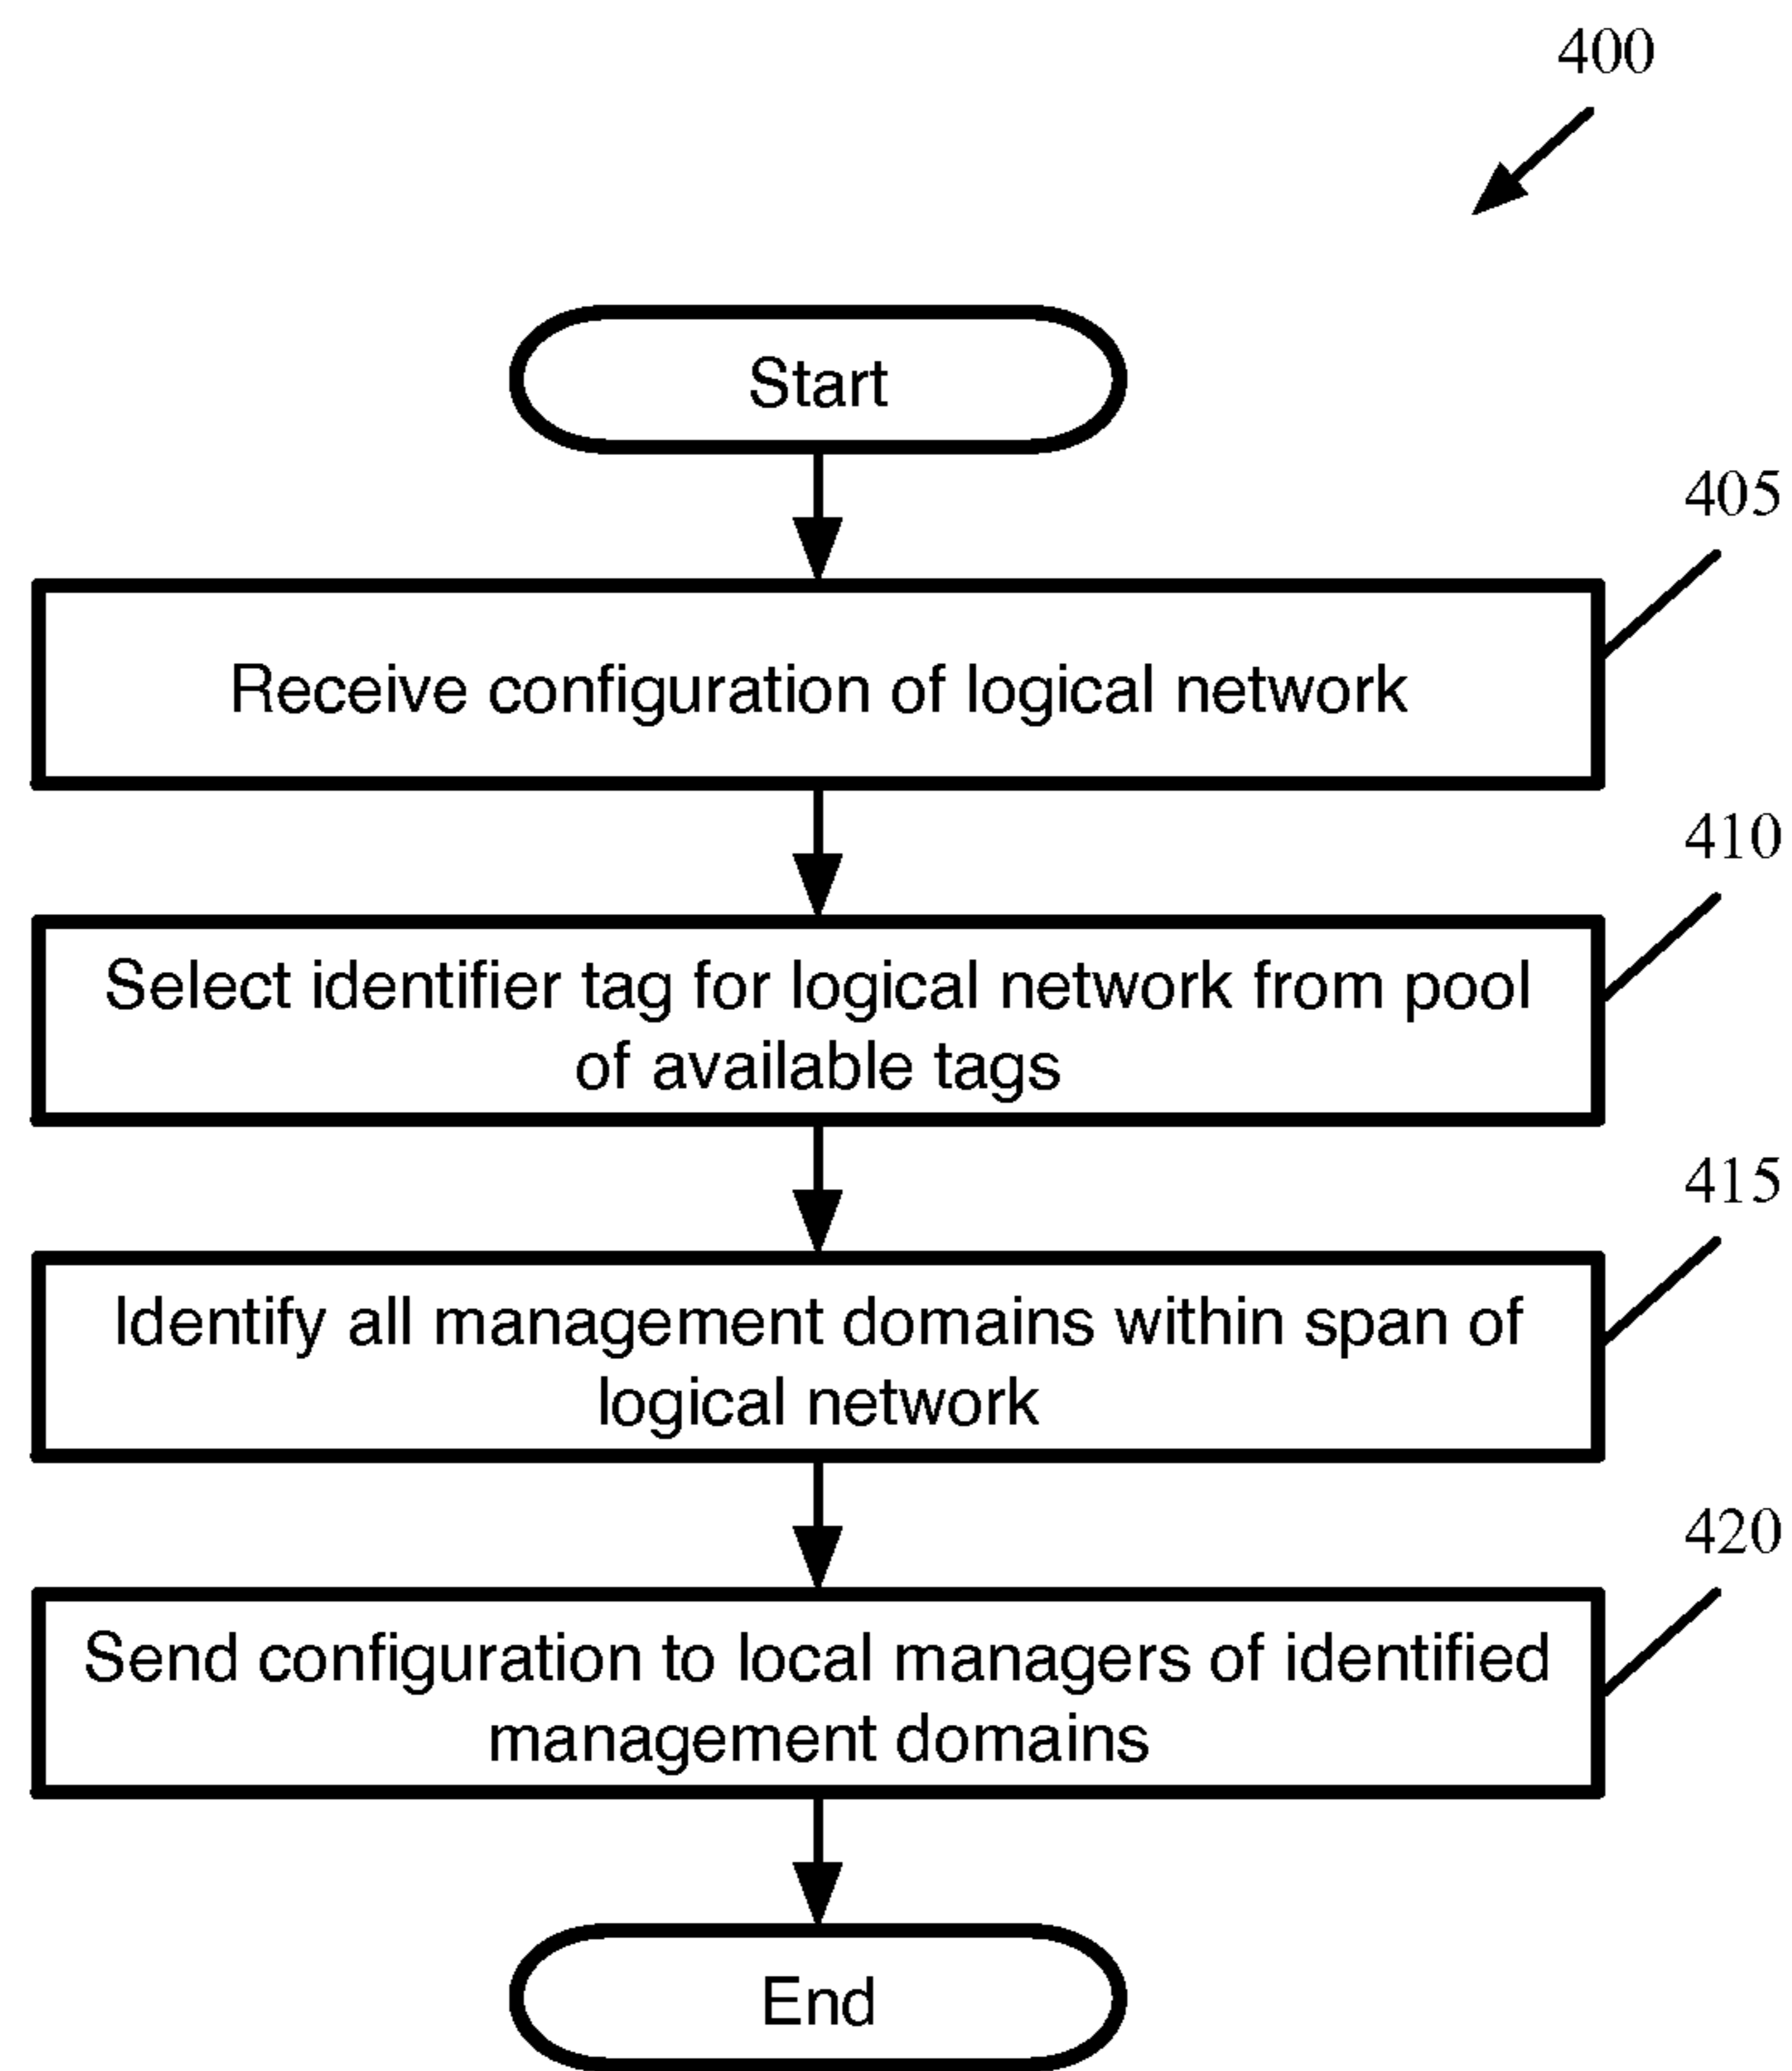 400
Start
405
Receive configuration of logical network
410
Select identifier tag for logical network from pool
of available tags
415
Identify all management domains within span of
logical network
420
Send configuration to local managers of identified
management domains
End